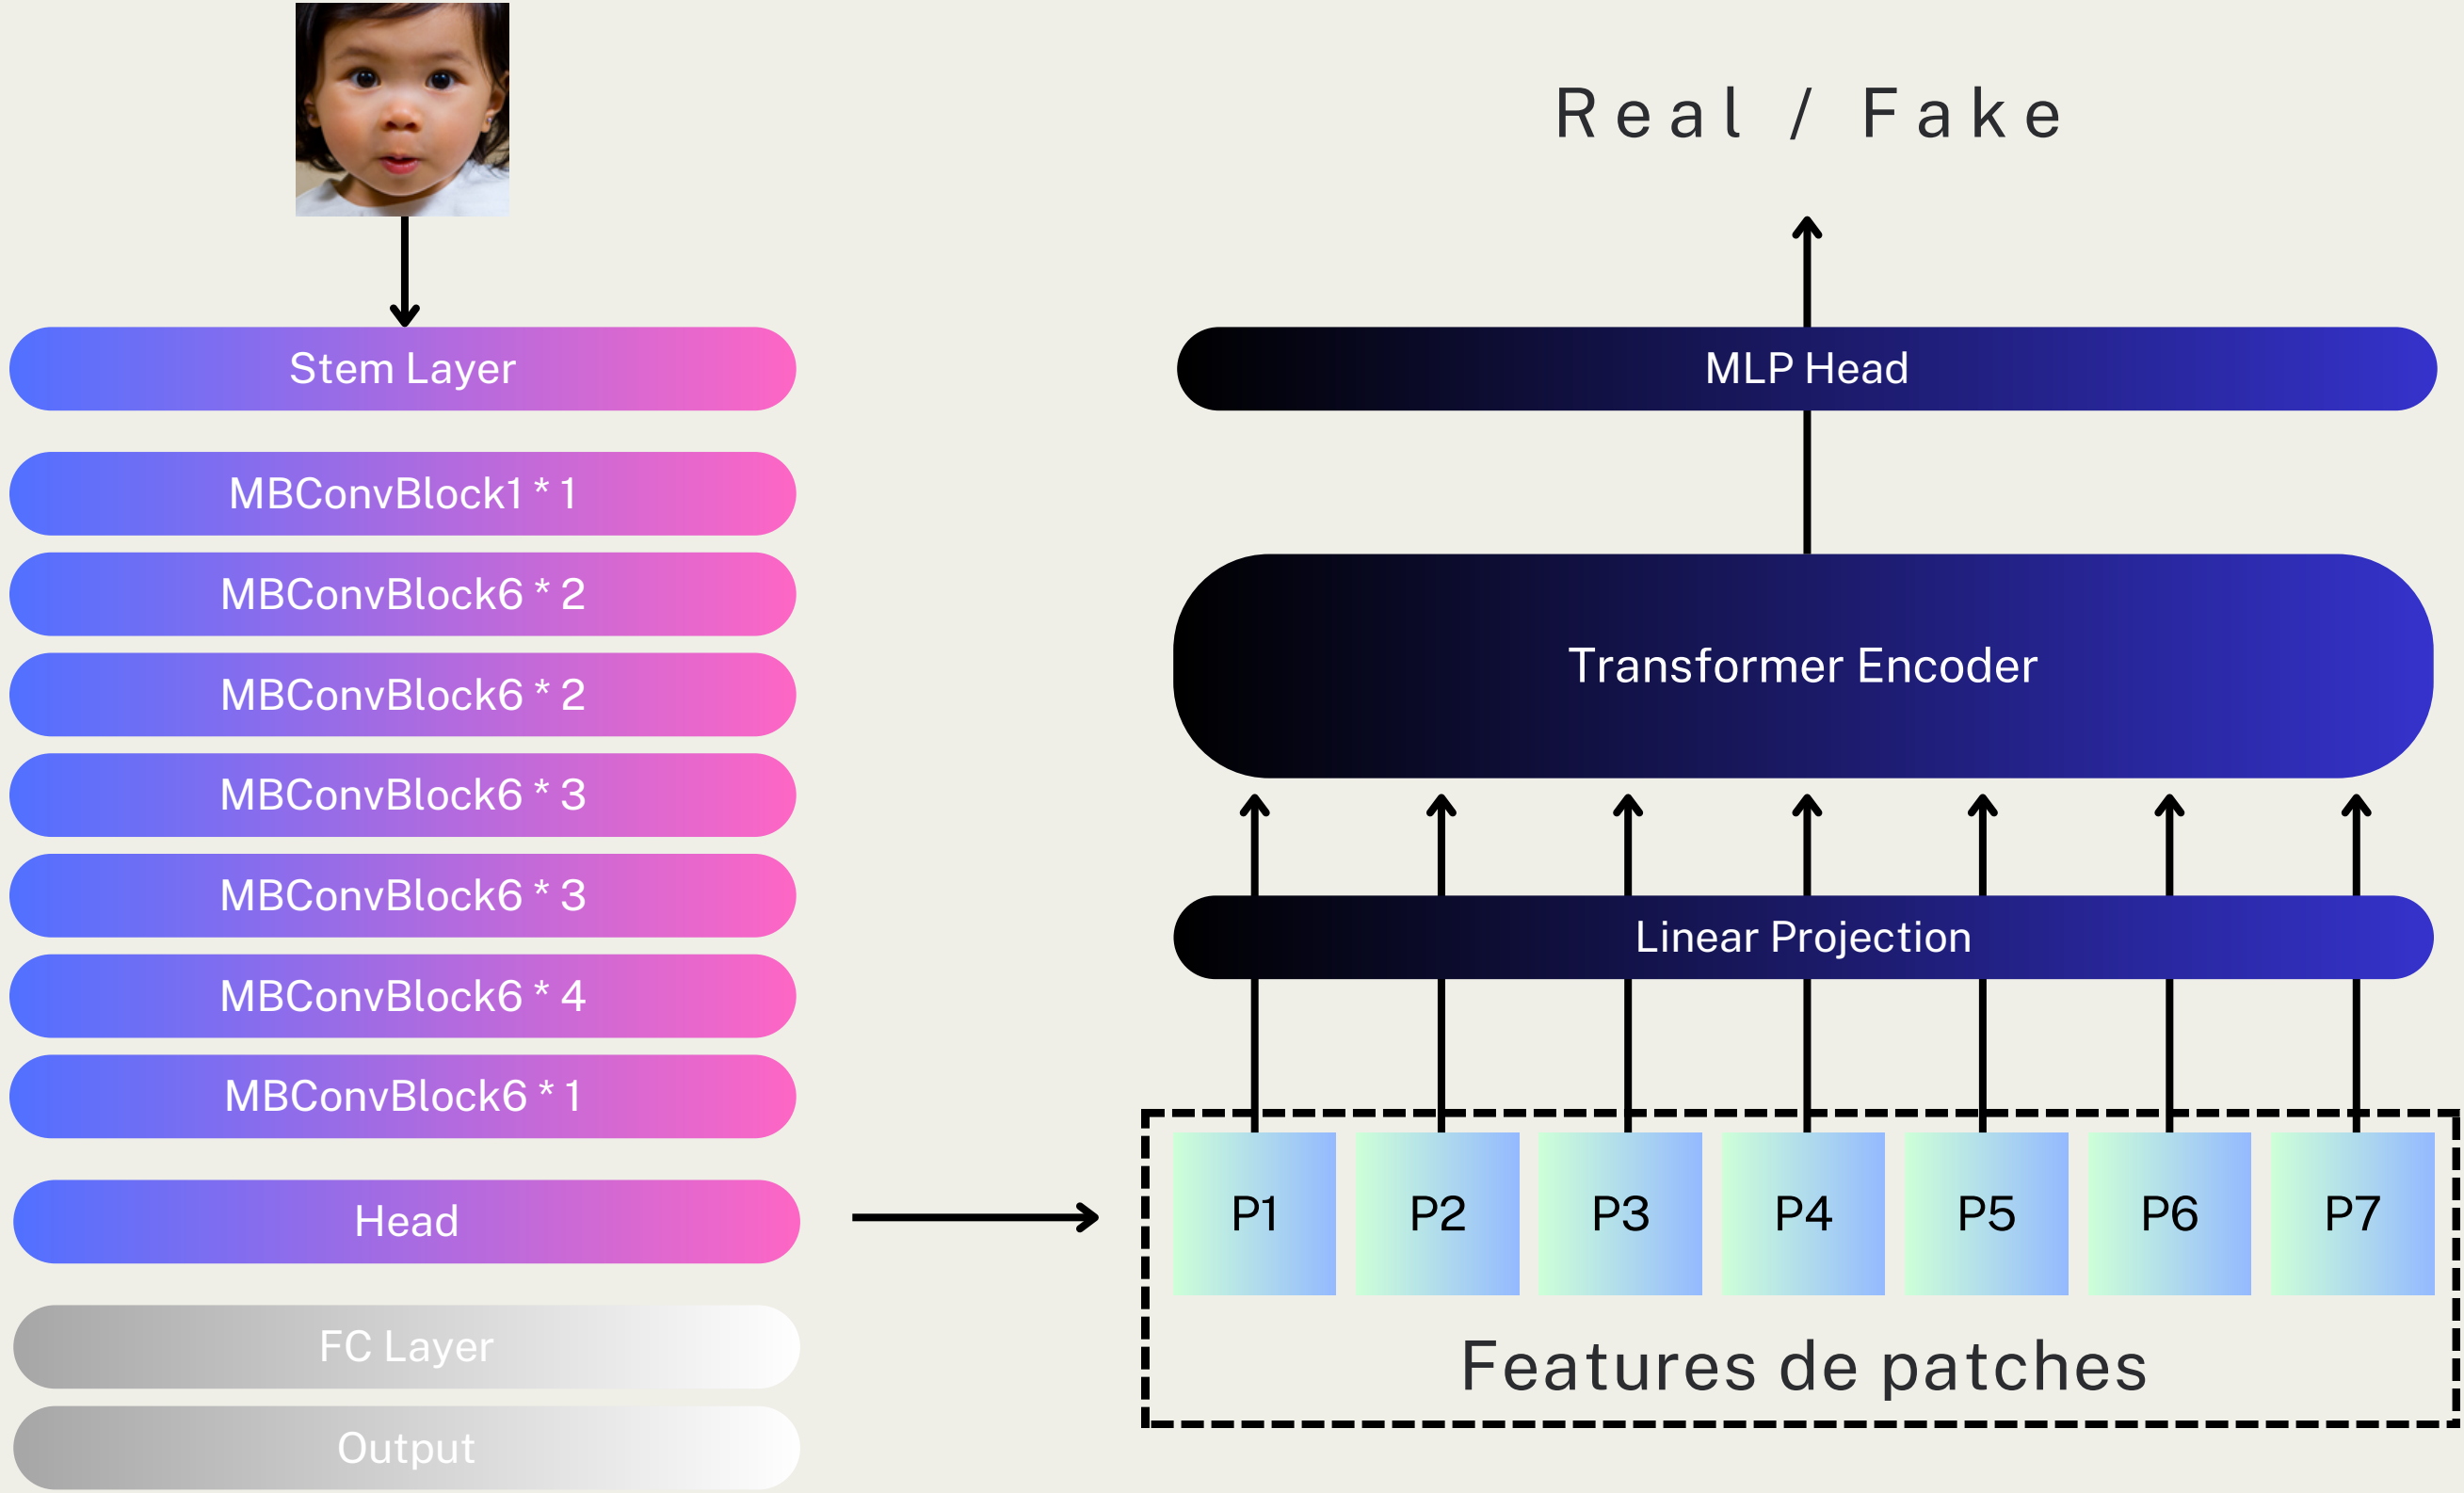 Stem Layer
MBConvBlock1 * 1
MBConvBlock6 * 2
MBConvBlock6 * 2
MBConvBlock6 * 3
MBConvBlock6 * 3
MBConvBlock6 * 4
MBConvBlock6 * 1
Head
FC Layer
Output
Real / Fake
MLP Head
Transformer Encoder
Linear Projection
P1 P2 P3 P4 P5 P6 P7
Features de patches